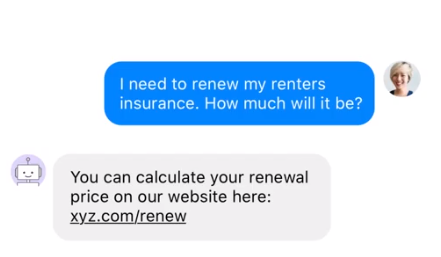 I need to renew my renters
insurance. How much will it be?
You can calculate your renewal
price on our website here:
xyz.com/renew